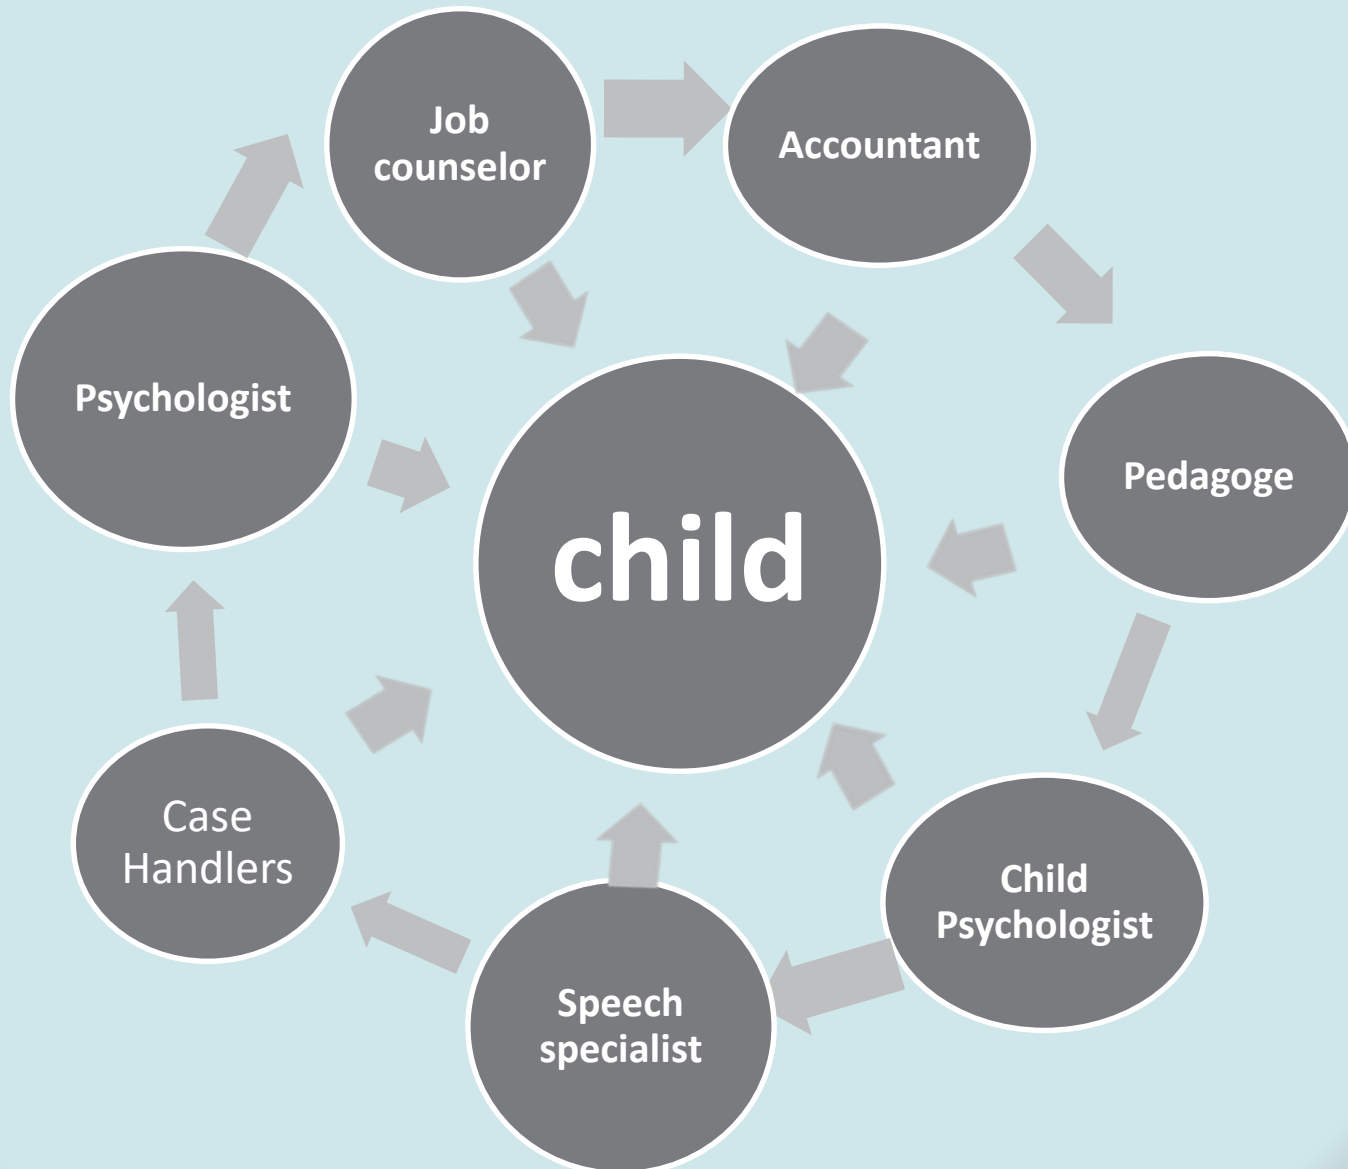 Job
counselor
Accountant
Psychologist
Pedagoge
child
Case
Handlers
Child
Psychologist
Speech
specialist